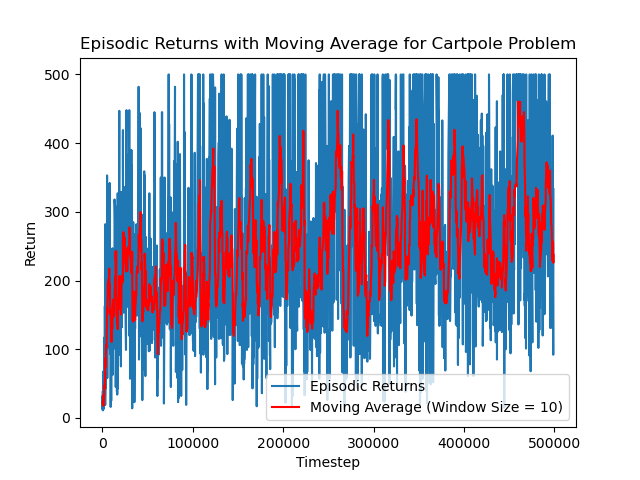 Episodic Returns with Moving Average for Cartpole Problem
500
400
300
200
100
0
Return
Episodic Returns
Moving Average (Window Size = 10)
0 100000 200000 300000 400000 500000
Timestep